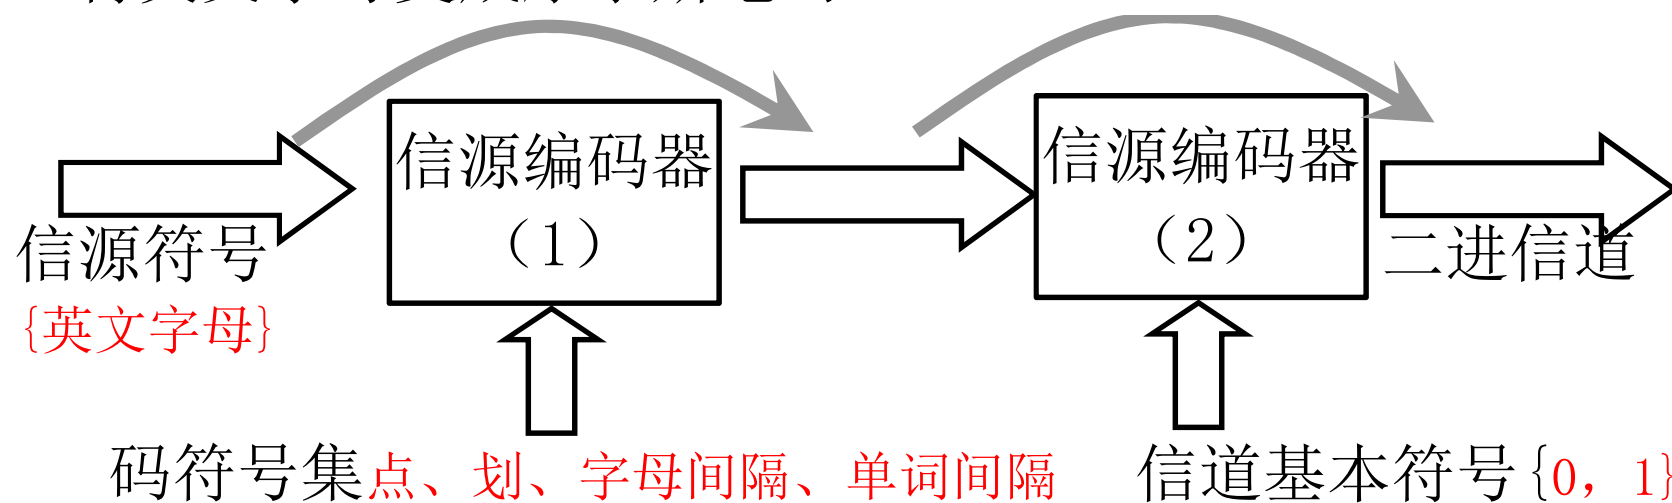 信源编码器
（1）
信源编码器
（2）
信源符号
{英文字母}
二进信道
码符号集点、划、字母间隔、单词间隔
信道基本符号{0，1}